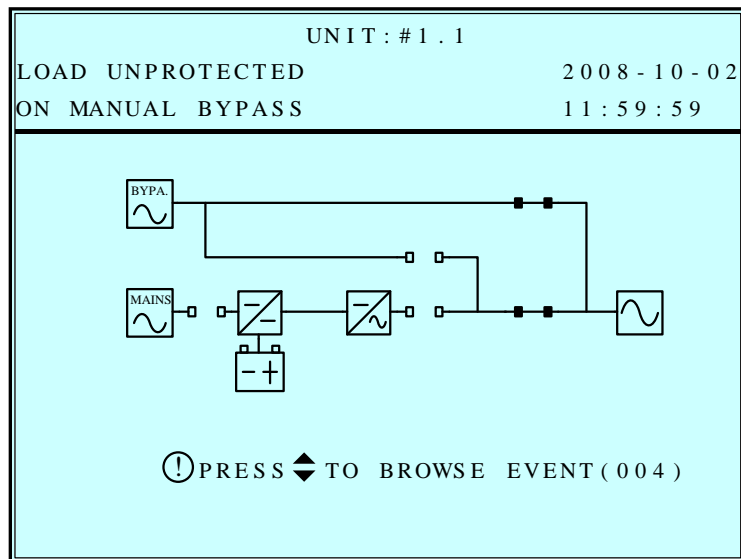 UNIT:#1.1
LOAD UNPROTECTED
2008-10-02
ON MANUAL BYPASS
11:59:59
BYPA.
MAINS
PRESS TO BROWSE EVENT(004)